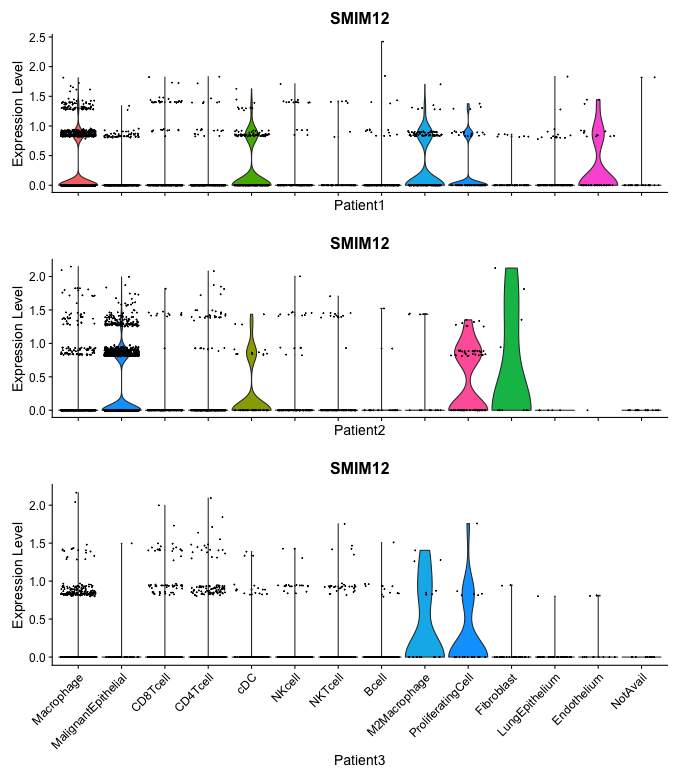 SMIM12
Expression Level
2.5
2.0
1.5
1.0
0.5
0.0
Patient1
SMIM12
Expression Level
2.0
1.5
1.0
0.5
0.0
Patient2
SMIM12
Expression Level
2.0
1.5
1.0
0.5
0.0
Macrophage
MalignantEpithelial
CD8Tcell
CD4Tcell
cDC
NKcell
NKTcell
Bcell
M2Macrophage
ProliferatingCell
Fibroblast
LungEpithelium
Endothelium
NotAvail
Patient3